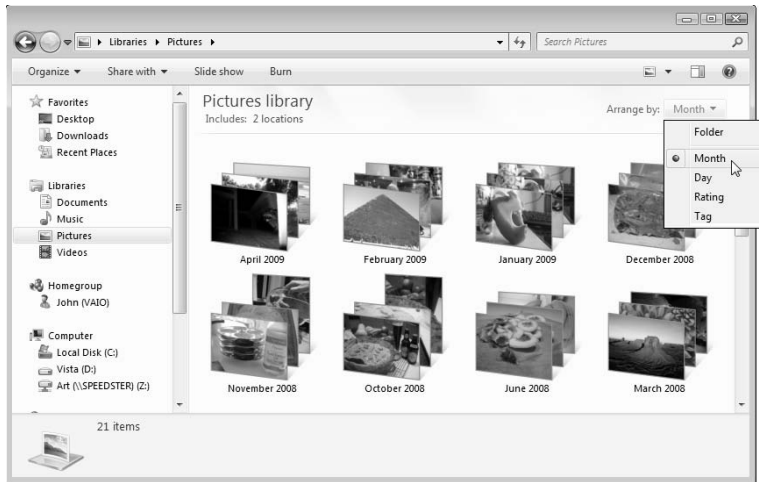 Libraries Pictures
Search Pictures
Organize Share with Slide show Burn
Favorites
Desktop
Downloads
Recent Places
Libraries
Documents
Music
Pictures
Videos
Homegroup
John (VAIO)
Computer
Local Disk (C:)
Vista (D:)
Art (\\SPEEDSTER) (Z:)
Pictures library
Includes: 2 locations
Arrange by: Month
Folder
Month
Day
Rating
Tag
April 2009 February 2009 January 2009 December 2008
November 2008 October 2008 June 2008 March 2008
21 items